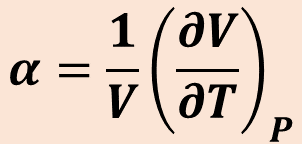 α = 1/V (∂V/∂T)_P